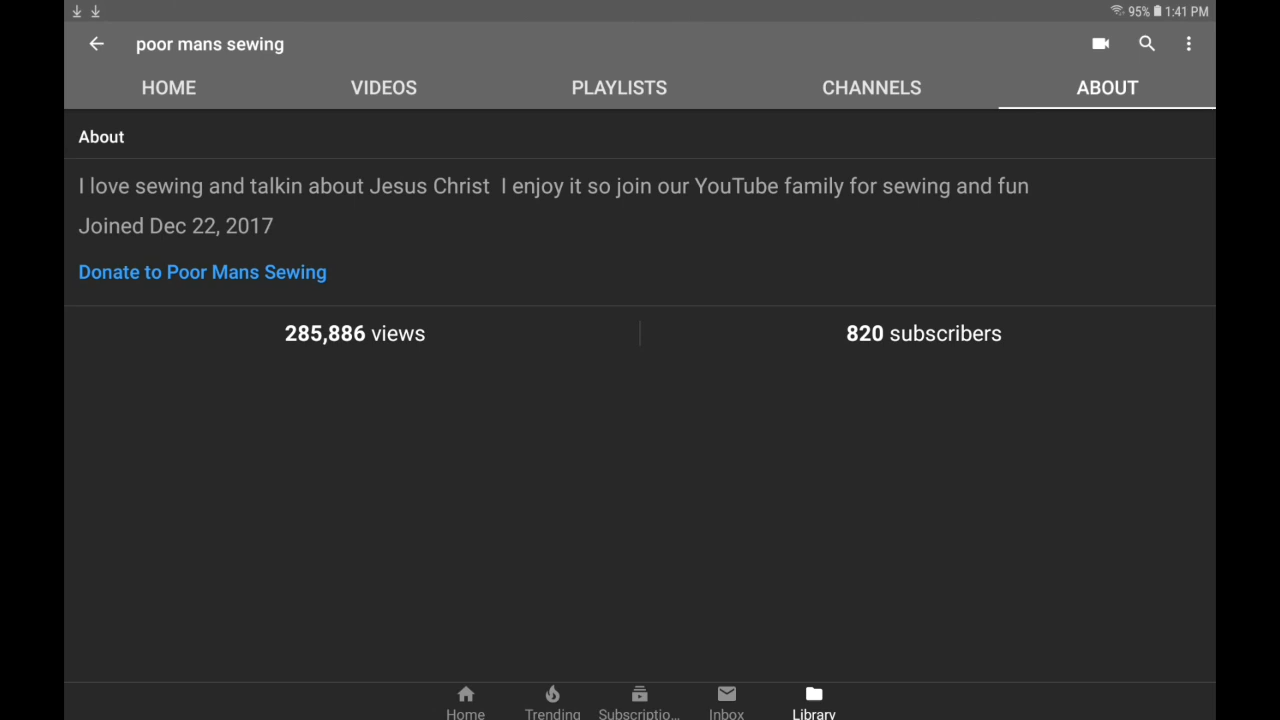 95% 1:41 PM
poor mans sewing
HOME VIDEOS PLAYLISTS CHANNELS ABOUT
About
I love sewing and talkin about Jesus Christ  I enjoy it so join our YouTube family for sewing and fun
Joined Dec 22, 2017
Donate to Poor Mans Sewing
285,886 views 820 subscribers
Home Trending Subscriptio... Inbox Library